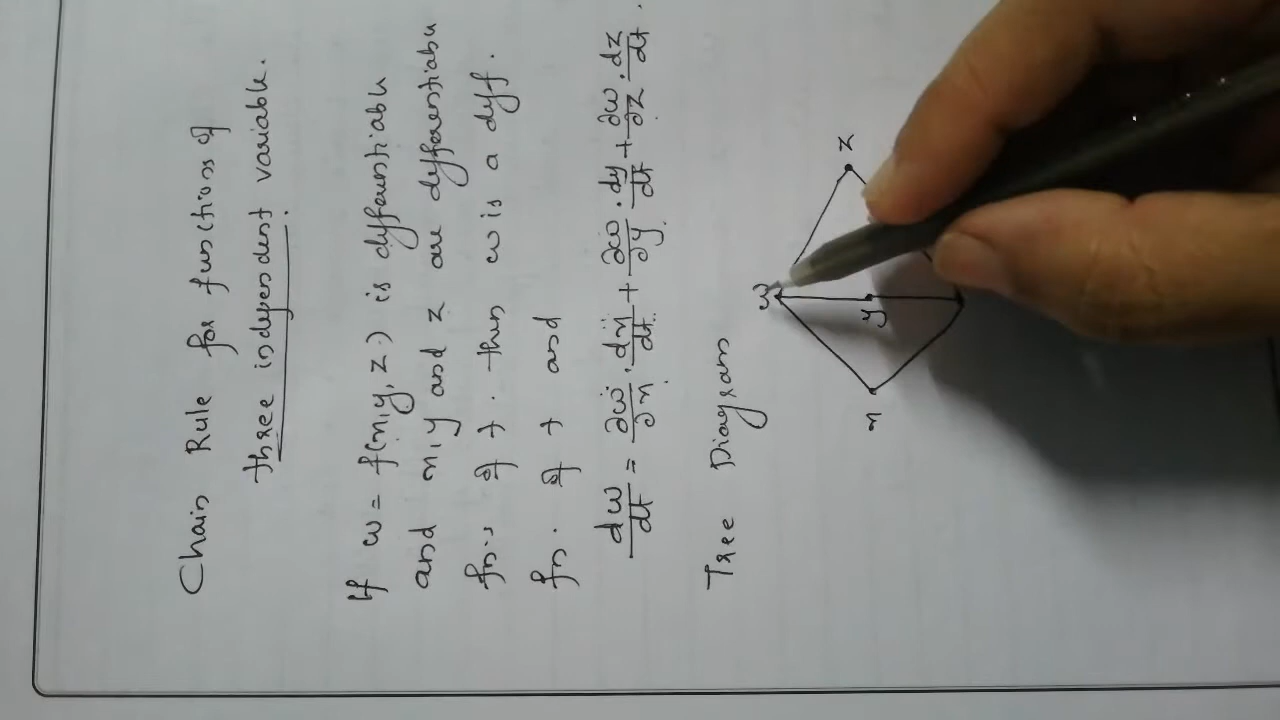 Chain Rule for functions of
three independent variable.
If w = f(x, y, z) is differentiable
and x, y and z are differentiable
fn.s of t. then w is a diff.
fn. of t and
dw/dt = ∂w/∂x · dx/dt + ∂w/∂y · dy/dt + ∂w/∂z · dz/dt.
Tree Diagram
w
x y z